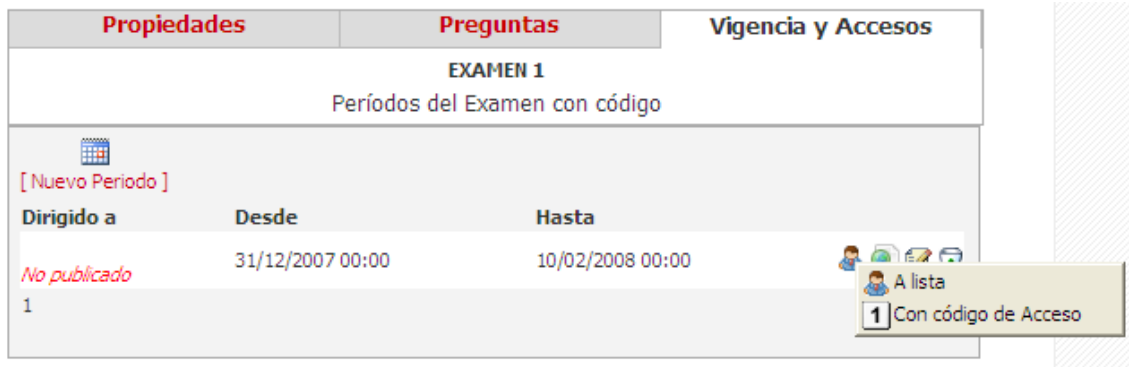 Propiedades Preguntas Vigencia y Accesos
EXAMEN 1
Períodos del Examen con código
[ Nuevo Periodo ]
Dirigido a Desde Hasta
No publicado 31/12/2007 00:00 10/02/2008 00:00
A lista
1
1 Con código de Acceso